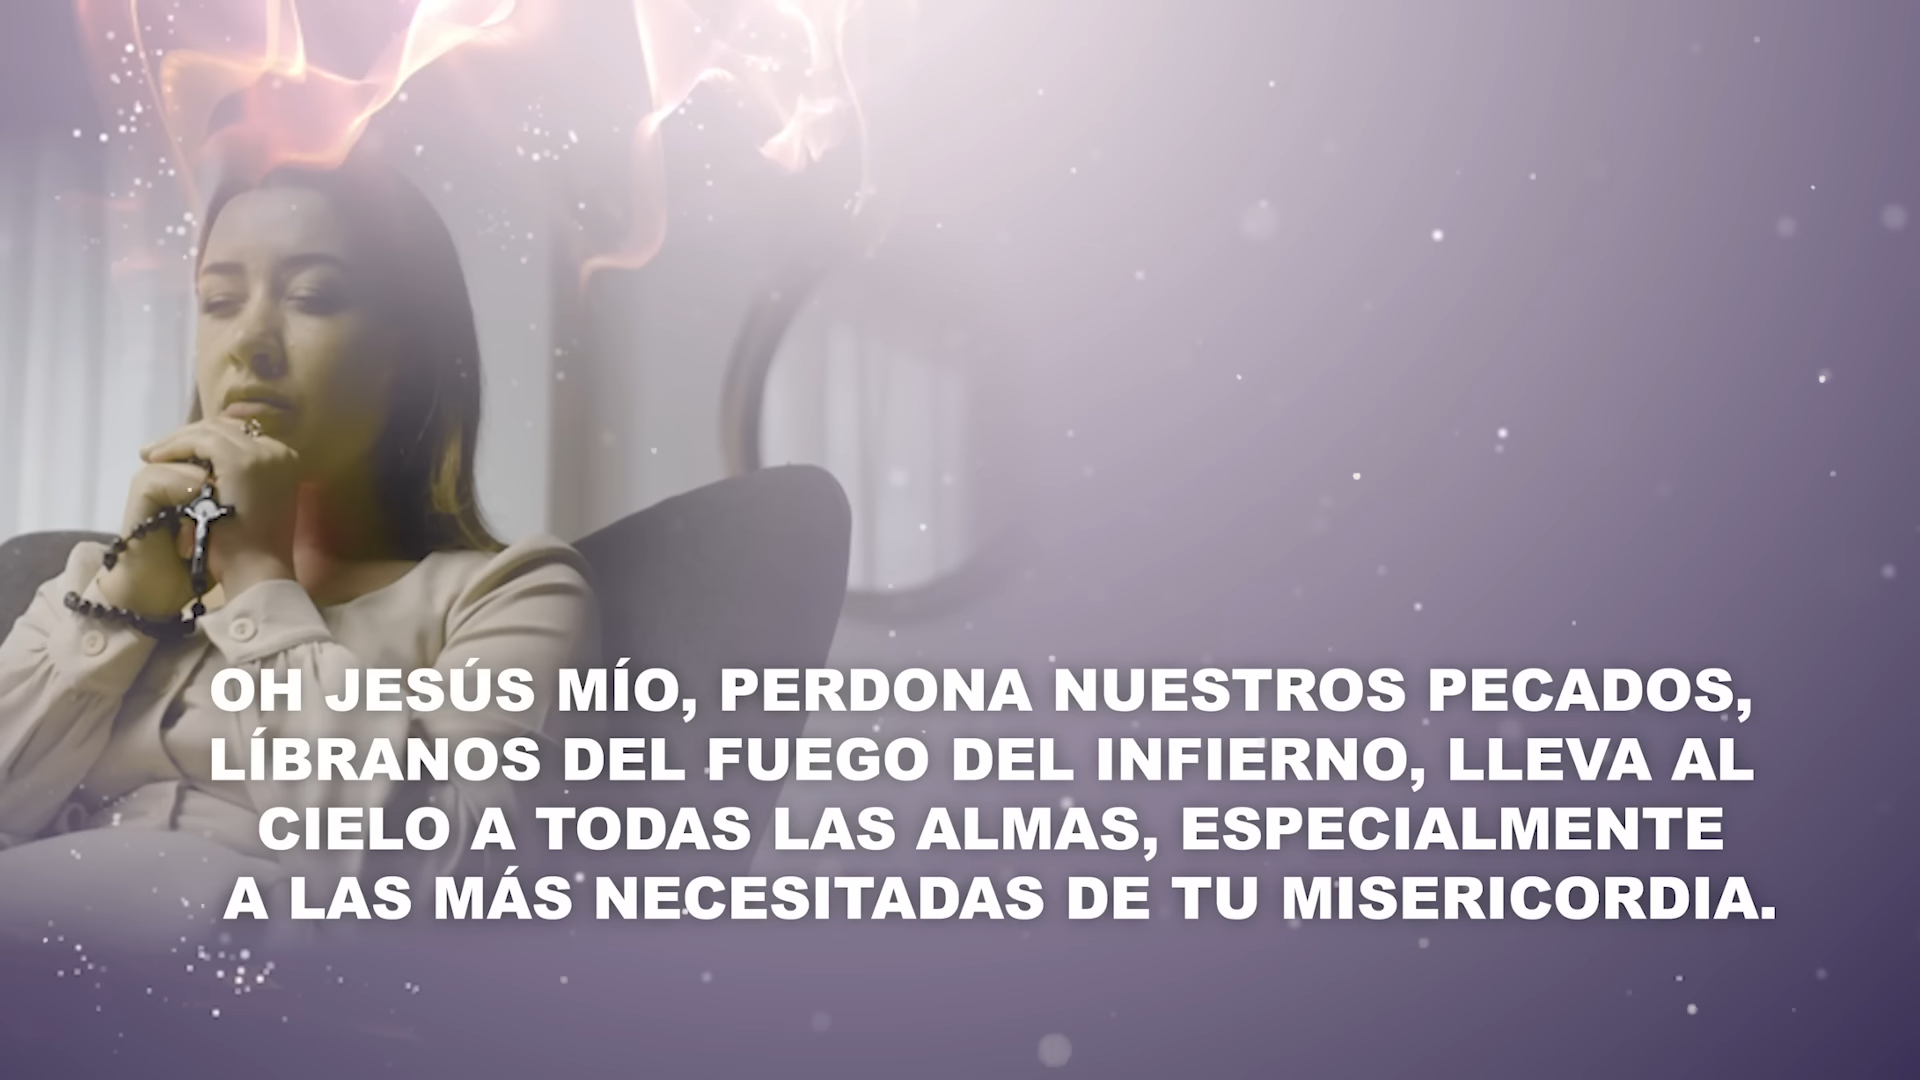 OH JESÚS MÍO, PERDONA NUESTROS PECADOS,
LÍBRANOS DEL FUEGO DEL INFIERNO, LLEVA AL
CIELO A TODAS LAS ALMAS, ESPECIALMENTE
A LAS MÁS NECESITADAS DE TU MISERICORDIA.